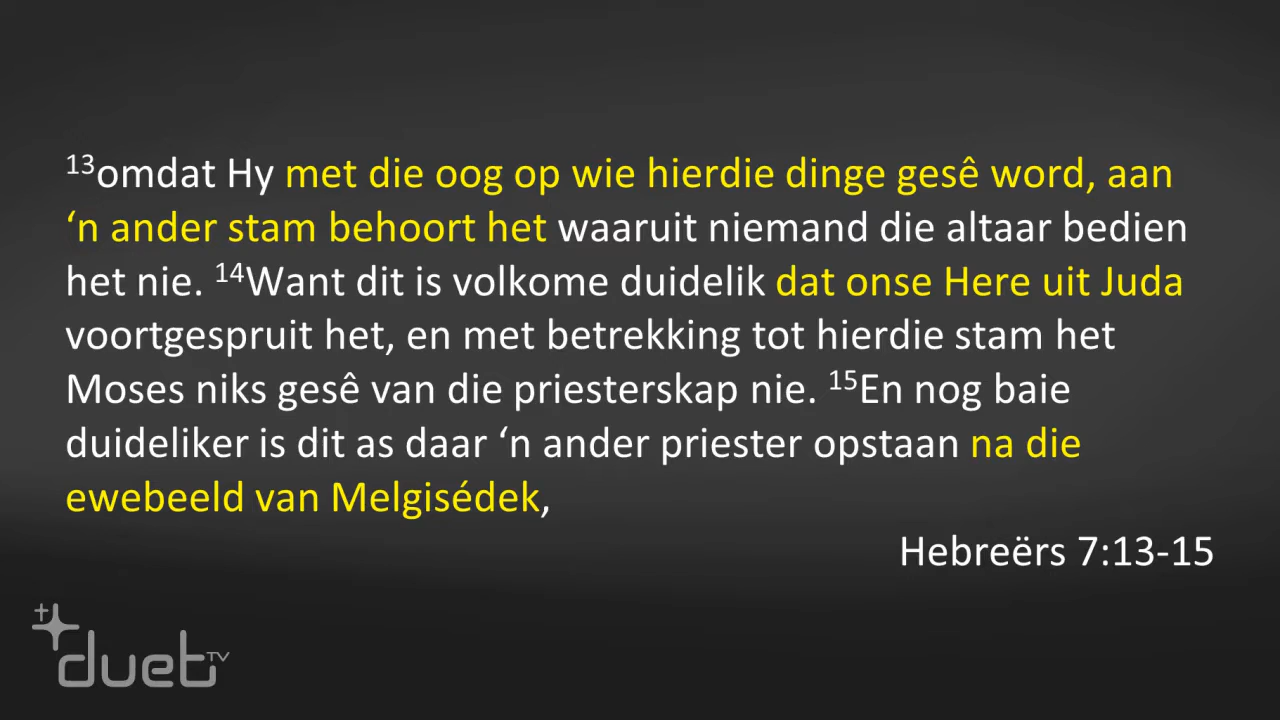 ¹³omdat Hy met die oog op wie hierdie dinge gesê word, aan
‘n ander stam behoort het waaruit niemand die altaar bedien
het nie. ¹⁴Want dit is volkome duidelik dat onse Here uit Juda
voortgespruit het, en met betrekking tot hierdie stam het
Moses niks gesê van die priesterskap nie. ¹⁵En nog baie
duideliker is dit as daar ‘n ander priester opstaan na die
ewebeeld van Melgisédek,
Hebreërs 7:13-15
duet TV